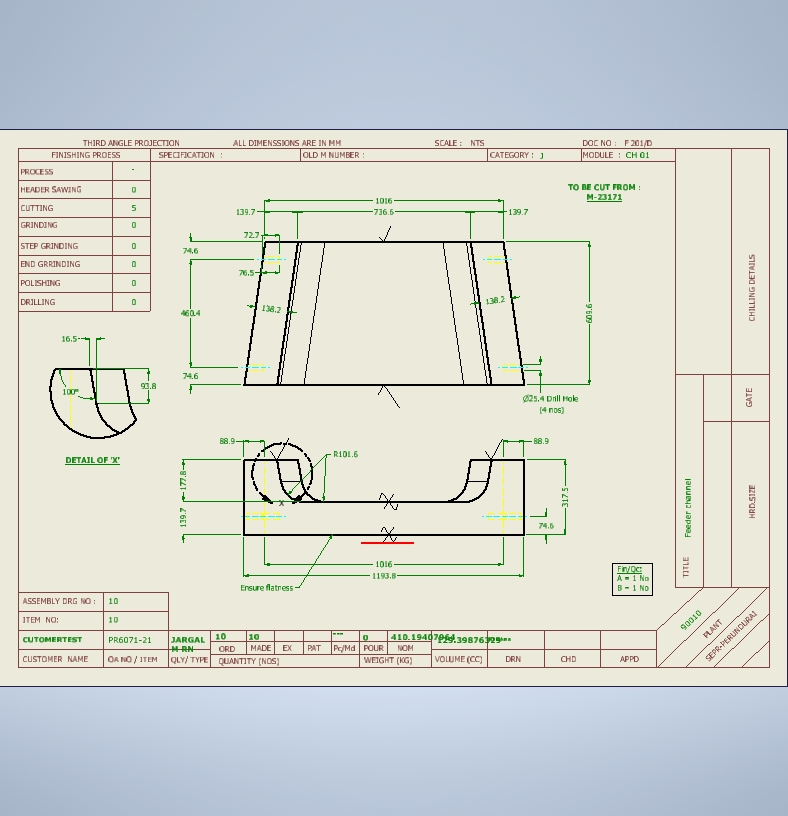 THIRD ANGLE PROJECTION ALL DIMENSSIONS ARE IN MM SCALE : NTS DOC NO : F 201/D
FINISHING PROESS SPECIFICATION : OLD M NUMBER : CATEGORY : J MODULE : CH 01
PROCESS -
HEADER SAWING 0
CUTTING 5
GRINDING 0
STEP GRINDING 0
END GRRINDING 0
POLISHING 0
DRILLING 0
TO BE CUT FROM :
M-23171
1016
139.7 736.6 139.7
72.7
74.6
76.5
460.4
138.2 138.2
609.6
74.6
Ø25.4 Drill Hole
(4 nos)
16.5
100°
93.8
DETAIL OF 'X'
88.9 88.9
R101.6
177.8
X
317.5
139.7
74.6
1016
1193.8
Ensure flatness
Fin/Qc:
A = 1 No
B = 1 No
CHILLING DETAILS
GATE
HRD.SIZE
TITLE
Feeder channel
90010
PLANT
SEPR-PERUNDURAI
ASSEMBLY DRG NO : 10
ITEM NO: 10
CUTOMERTEST PR6071-21 JARGAL M RN 10 10 --- 0
ORD MADE EX PAT Pc/Md POUR NOM
CUSTOMER NAME OA NO / ITEM QLY/ TYPE QUANTITY (NOS) WEIGHT (KG) VOLUME (CC) DRN CHD APPD